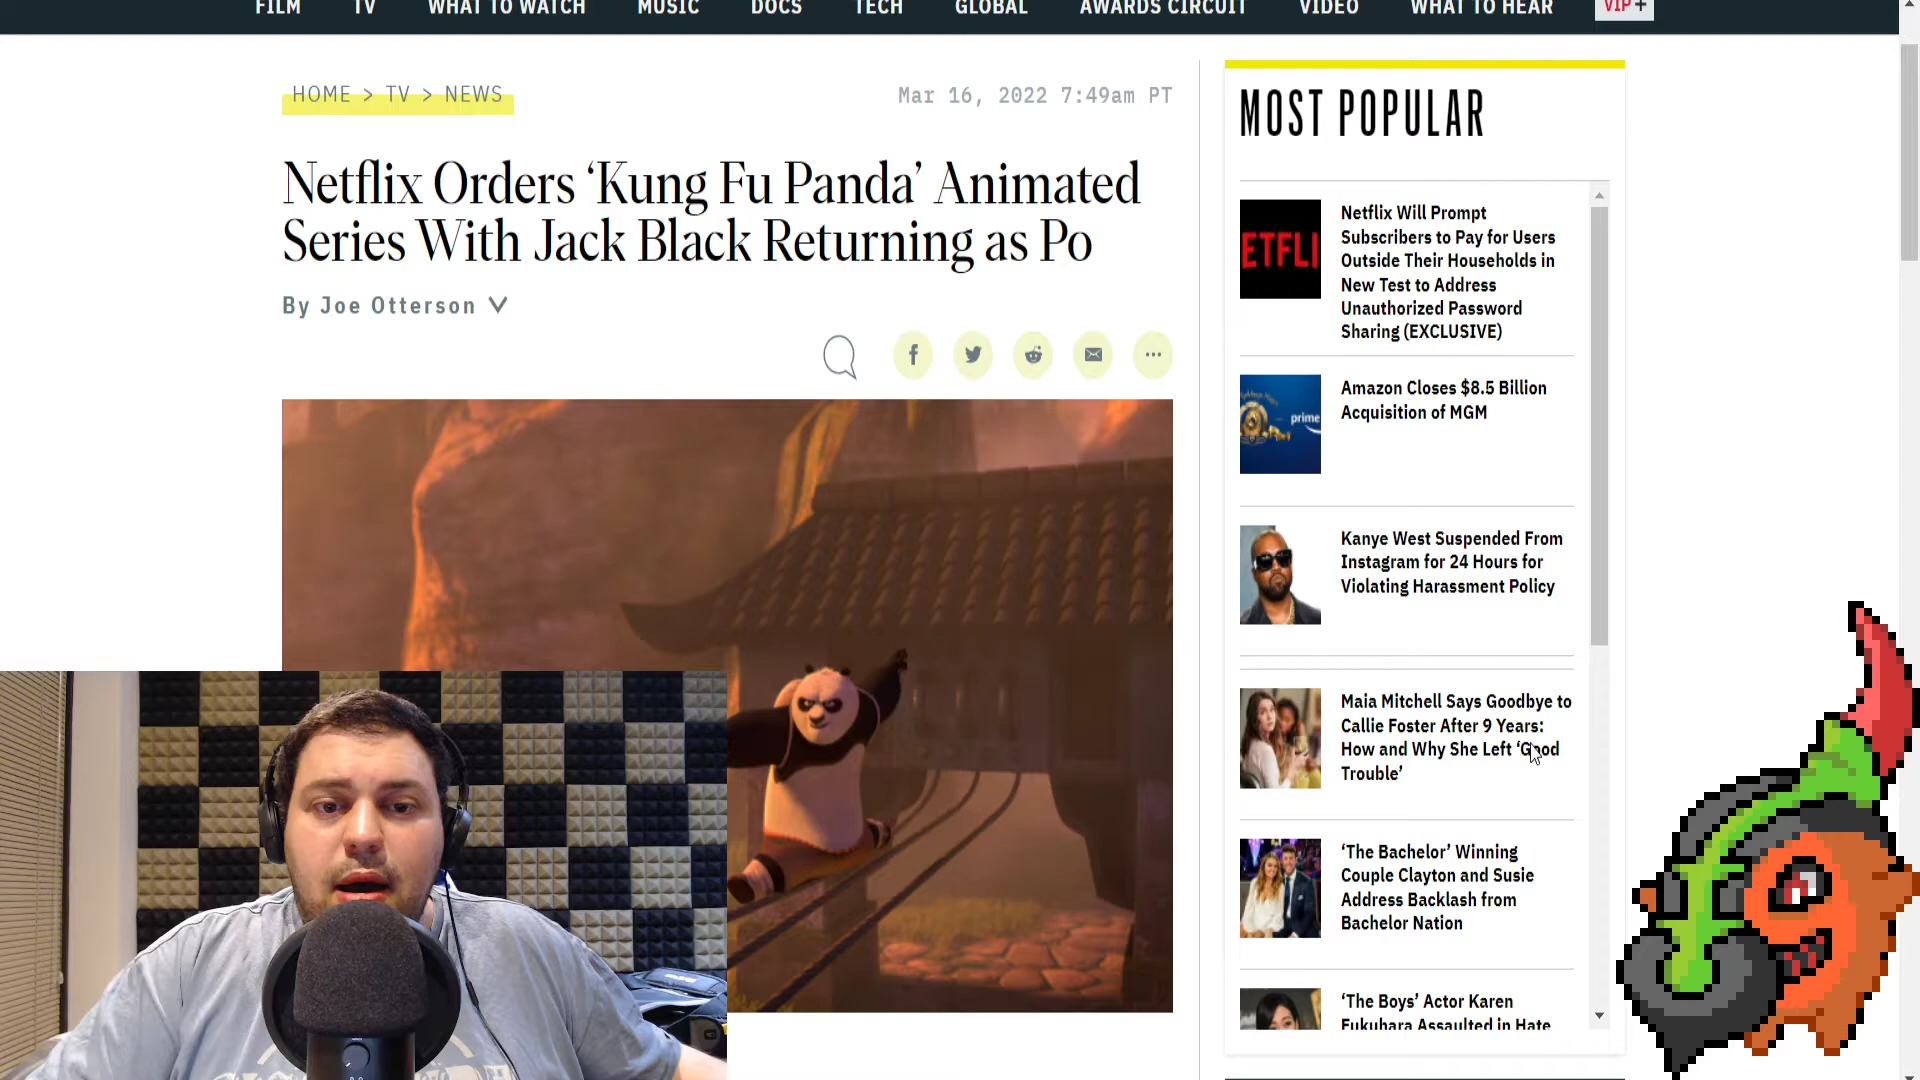 FILM TV WHAT TO WATCH MUSIC DOCS TECH GLOBAL AWARDS CIRCUIT VIDEO WHAT TO HEAR VIP+
HOME > TV > NEWS
Mar 16, 2022 7:49am PT
Netflix Orders ‘Kung Fu Panda’ Animated
Series With Jack Black Returning as Po
By Joe Otterson
MOST POPULAR
ETFLI
Netflix Will Prompt
Subscribers to Pay for Users
Outside Their Households in
New Test to Address
Unauthorized Password
Sharing (EXCLUSIVE)
prime
Amazon Closes $8.5 Billion
Acquisition of MGM
Kanye West Suspended From
Instagram for 24 Hours for
Violating Harassment Policy
Maia Mitchell Says Goodbye to
Callie Foster After 9 Years:
How and Why She Left ‘Good
Trouble’
‘The Bachelor’ Winning
Couple Clayton and Susie
Address Backlash from
Bachelor Nation
‘The Boys’ Actor Karen
Fukuhara Assaulted in Hate